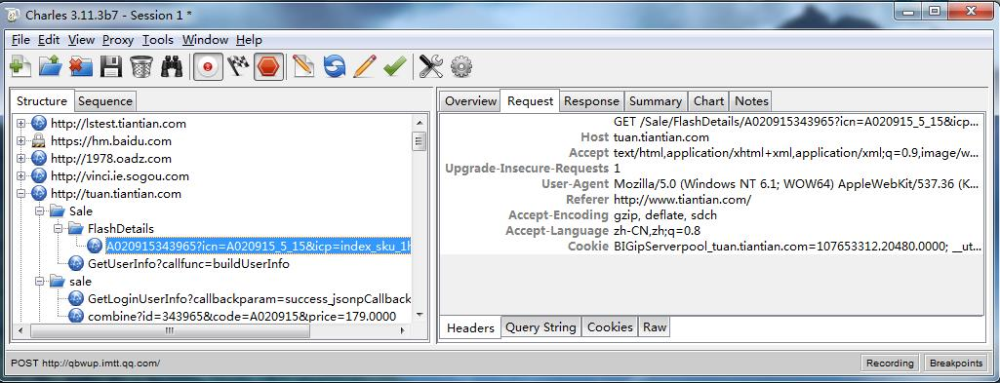 Charles 3.11.3b7 - Session 1 *
File Edit View Proxy Tools Window Help
Structure Sequence
http://lstest.tiantian.com
https://hm.baidu.com
http://1978.oadz.com
http://vinci.ie.sogou.com
http://tuan.tiantian.com
Sale
FlashDetails
A020915343965?icn=A020915_5_15&icp=index_sku_1
GetUserInfo?callfunc=buildUserInfo
sale
GetLoginUserInfo?callbackparam=success_jsonpCallback
combine?id=343965&code=A020915&price=179.0000
Overview Request Response Summary Chart Notes
GET /Sale/FlashDetails/A020915343965?icn=A020915_5_15&icp...
Host tuan.tiantian.com
Accept text/html,application/xhtml+xml,application/xml;q=0.9,image/w...
Upgrade-Insecure-Requests 1
User-Agent Mozilla/5.0 (Windows NT 6.1; WOW64) AppleWebKit/537.36 (K...
Referer http://www.tiantian.com/
Accept-Encoding gzip, deflate, sdch
Accept-Language zh-CN,zh;q=0.8
Cookie BIGipServerpool_tuan.tiantian.com=107653312.20480.0000; __ut...
Headers Query String Cookies Raw
POST http://qbwup.imtt.qq.com/
Recording Breakpoints